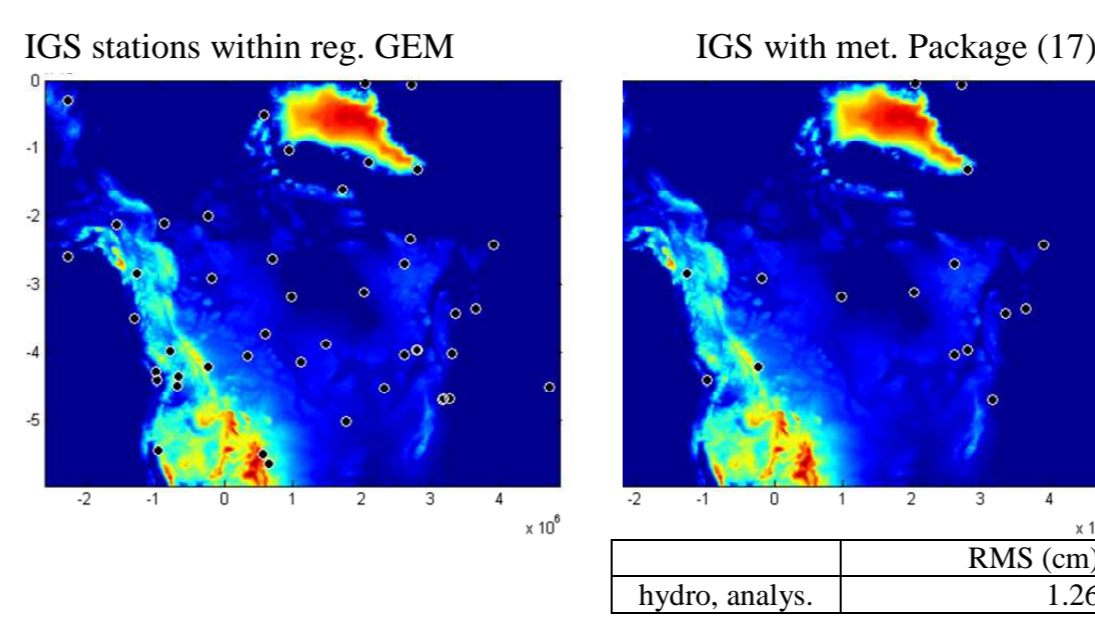 IGS stations within reg. GEM
IGS with met. Package (17)
0
-1
-2
-3
-4
-5
-2 -1 0 1 2 3 4
x 10^6
-2 -1 0 1 2 3 4
x 1
RMS (cm)
hydro, analys. 1.26